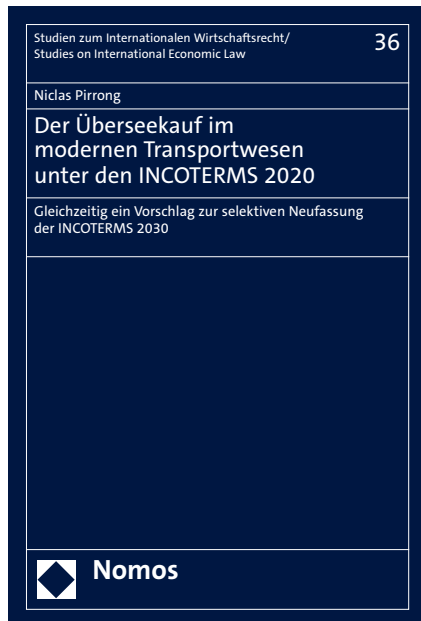 Studien zum Internationalen Wirtschaftsrecht/
Studies on International Economic Law
36
Niclas Pirrong
Der Überseekauf im
modernen Transportwesen
unter den INCOTERMS 2020
Gleichzeitig ein Vorschlag zur selektiven Neufassung
der INCOTERMS 2030
Nomos